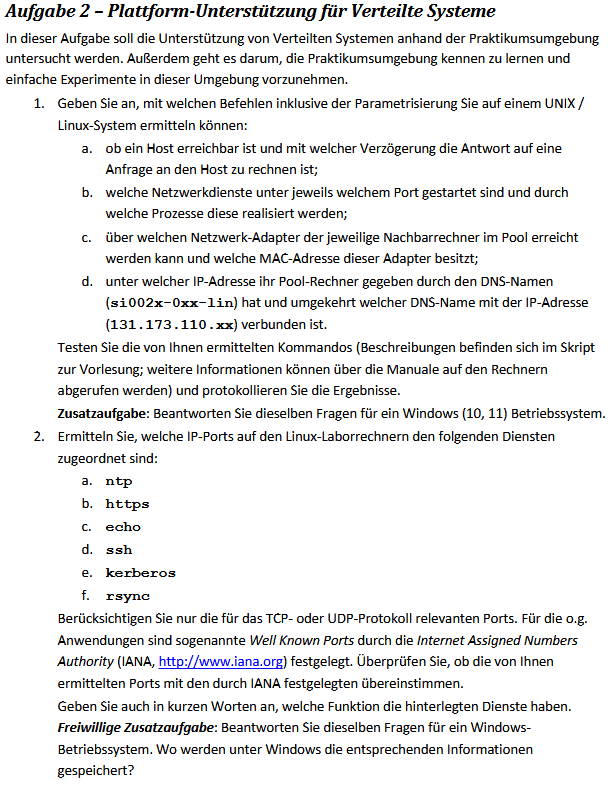 Aufgabe 2 – Plattform-Unterstützung für Verteilte Systeme
In dieser Aufgabe soll die Unterstützung von Verteilten Systemen anhand der Praktikumsumgebung
untersucht werden. Außerdem geht es darum, die Praktikumsumgebung kennen zu lernen und
einfache Experimente in dieser Umgebung vorzunehmen.
1. Geben Sie an, mit welchen Befehlen inklusive der Parametrisierung Sie auf einem UNIX /
Linux-System ermitteln können:
a. ob ein Host erreichbar ist und mit welcher Verzögerung die Antwort auf eine
Anfrage an den Host zu rechnen ist;
b. welche Netzwerkdienste unter jeweils welchem Port gestartet sind und durch
welche Prozesse diese realisiert werden;
c. über welchen Netzwerk-Adapter der jeweilige Nachbarrechner im Pool erreicht
werden kann und welche MAC-Adresse dieser Adapter besitzt;
d. unter welcher IP-Adresse ihr Pool-Rechner gegeben durch den DNS-Namen
(si002x-0xx-lin) hat und umgekehrt welcher DNS-Name mit der IP-Adresse
(131.173.110.xx) verbunden ist.
Testen Sie die von Ihnen ermittelten Kommandos (Beschreibungen befinden sich im Skript
zur Vorlesung; weitere Informationen können über die Manuale auf den Rechnern
abgerufen werden) und protokollieren Sie die Ergebnisse.
Zusatzaufgabe: Beantworten Sie dieselben Fragen für ein Windows (10, 11) Betriebssystem.
2. Ermitteln Sie, welche IP-Ports auf den Linux-Laborrechnern den folgenden Diensten
zugeordnet sind:
a. ntp
b. https
c. echo
d. ssh
e. kerberos
f. rsync
Berücksichtigen Sie nur die für das TCP- oder UDP-Protokoll relevanten Ports. Für die o.g.
Anwendungen sind sogenannte Well Known Ports durch die Internet Assigned Numbers
Authority (IANA, http://www.iana.org) festgelegt. Überprüfen Sie, ob die von Ihnen
ermittelten Ports mit den durch IANA festgelegten übereinstimmen.
Geben Sie auch in kurzen Worten an, welche Funktion die hinterlegten Dienste haben.
Freiwillige Zusatzaufgabe: Beantworten Sie dieselben Fragen für ein Windows-
Betriebssystem. Wo werden unter Windows die entsprechenden Informationen
gespeichert?